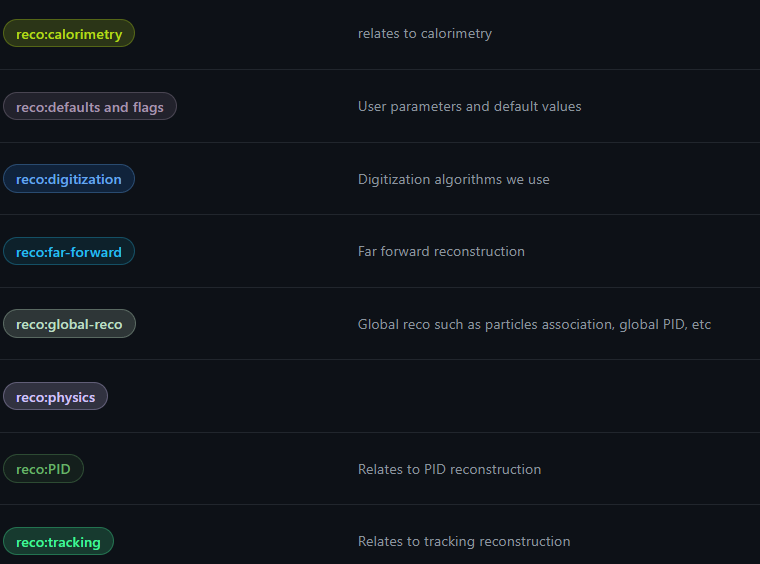 reco:calorimetry
relates to calorimetry
reco:defaults and flags
User parameters and default values
reco:digitization
Digitization algorithms we use
reco:far-forward
Far forward reconstruction
reco:global-reco
Global reco such as particles association, global PID, etc
reco:physics
reco:PID
Relates to PID reconstruction
reco:tracking
Relates to tracking reconstruction